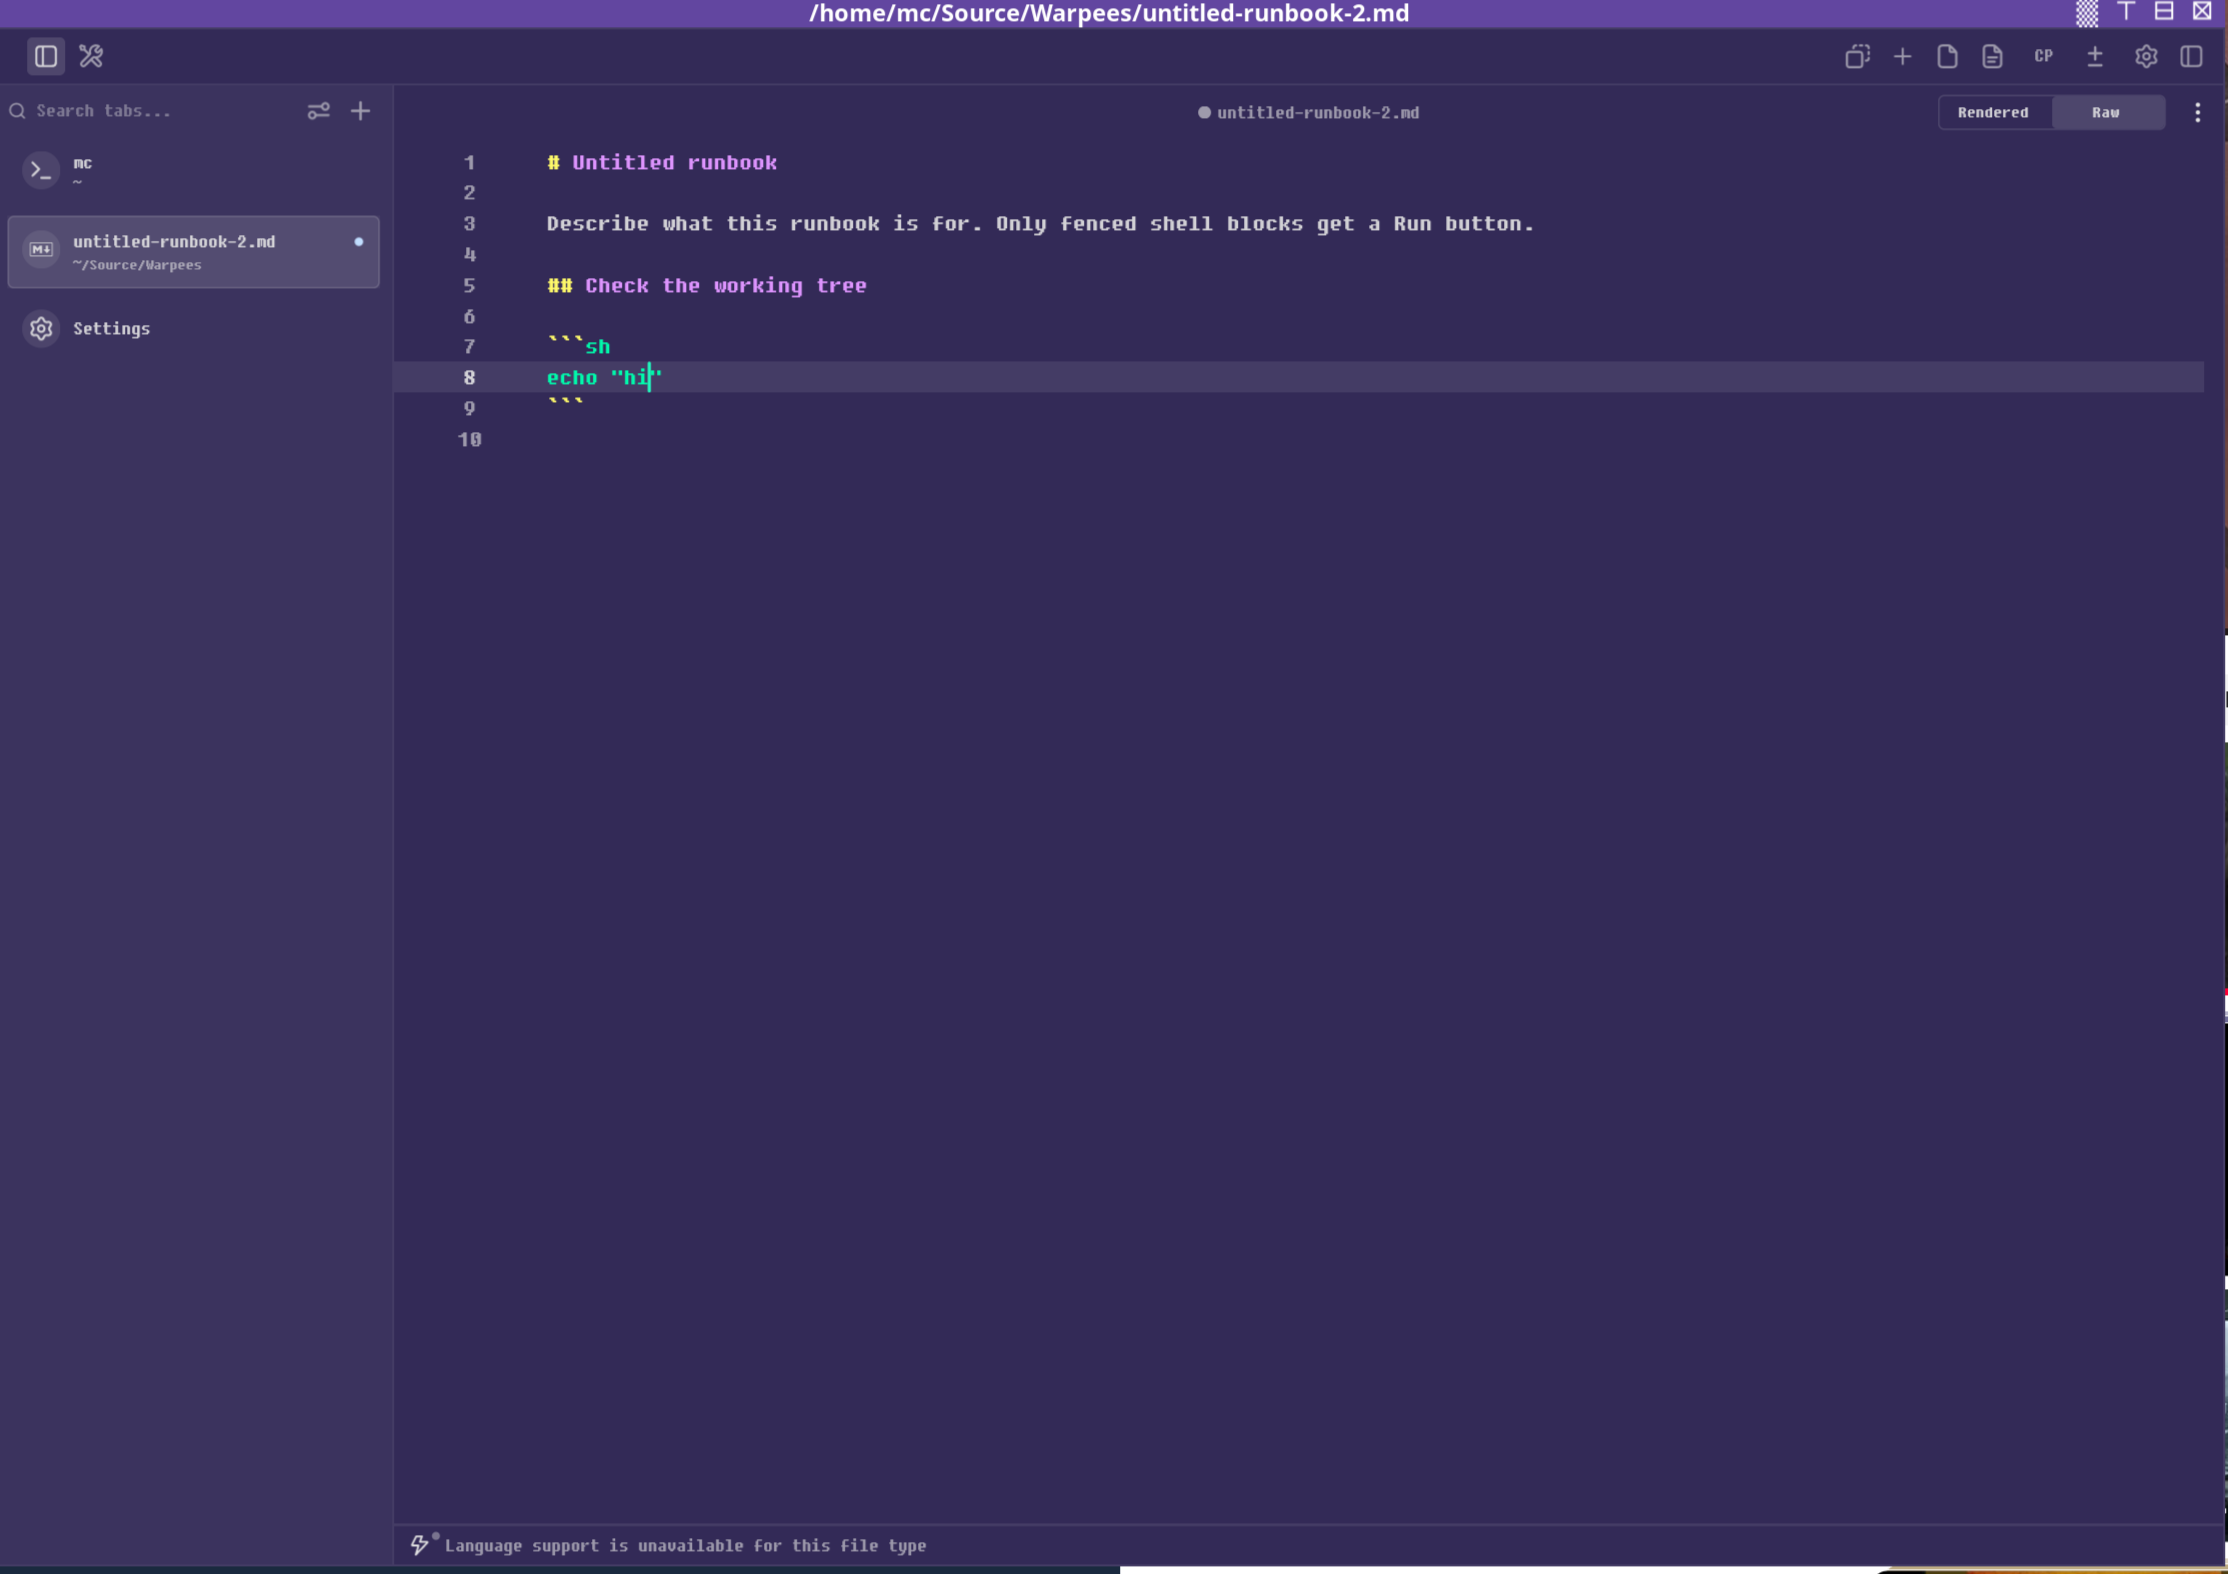 /home/mc/Source/Warpees/untitled-runbook-2.md
CP
Search tabs...
untitled-runbook-2.md
Rendered
Raw
mc
~
M↓
untitled-runbook-2.md
~/Source/Warpees
Settings
1 # Untitled runbook
2
3 Describe what this runbook is for. Only fenced shell blocks get a Run button.
4
5 ## Check the working tree
6
7 ```sh
8 echo "hi"
9 ```
10
Language support is unavailable for this file type